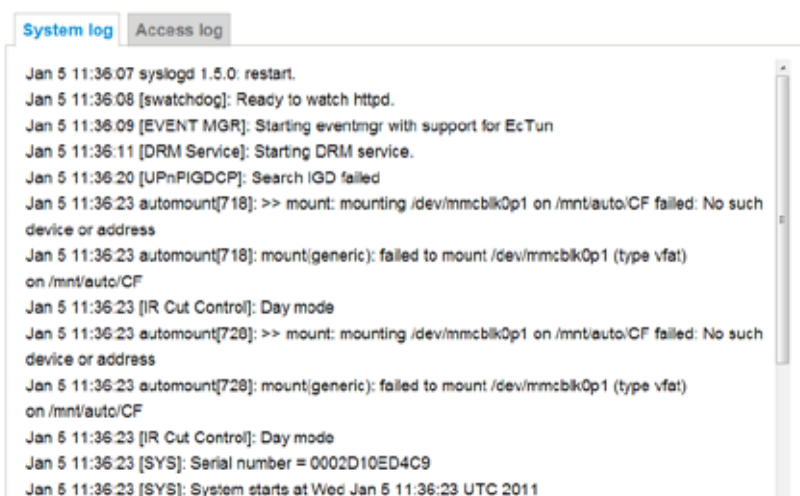 System log Access log
Jan 5 11:36:07 syslogd 1.5.0: restart.
Jan 5 11:36:08 [swatchdog]: Ready to watch httpd.
Jan 5 11:36:09 [EVENT MGR]: Starting eventmgr with support for EcTun
Jan 5 11:36:11 [DRM Service]: Starting DRM service.
Jan 5 11:36:20 [UPnPIGDCP]: Search IGD failed
Jan 5 11:36:23 automount[718]: >> mount: mounting /dev/mmcblk0p1 on /mnt/auto/CF failed: No such
device or address
Jan 5 11:36:23 automount[718]: mount(generic): failed to mount /dev/mmcblk0p1 (type vfat)
on /mnt/auto/CF
Jan 5 11:36:23 [IR Cut Control]: Day mode
Jan 5 11:36:23 automount[728]: >> mount: mounting /dev/mmcblk0p1 on /mnt/auto/CF failed: No such
device or address
Jan 5 11:36:23 automount[728]: mount(generic): failed to mount /dev/mmcblk0p1 (type vfat)
on /mnt/auto/CF
Jan 5 11:36:23 [IR Cut Control]: Day mode
Jan 5 11:36:23 [SYS]: Serial number = 0002D10ED4C9
Jan 5 11:36:23 [SYS]: System starts at Wed Jan 5 11:36:23 UTC 2011